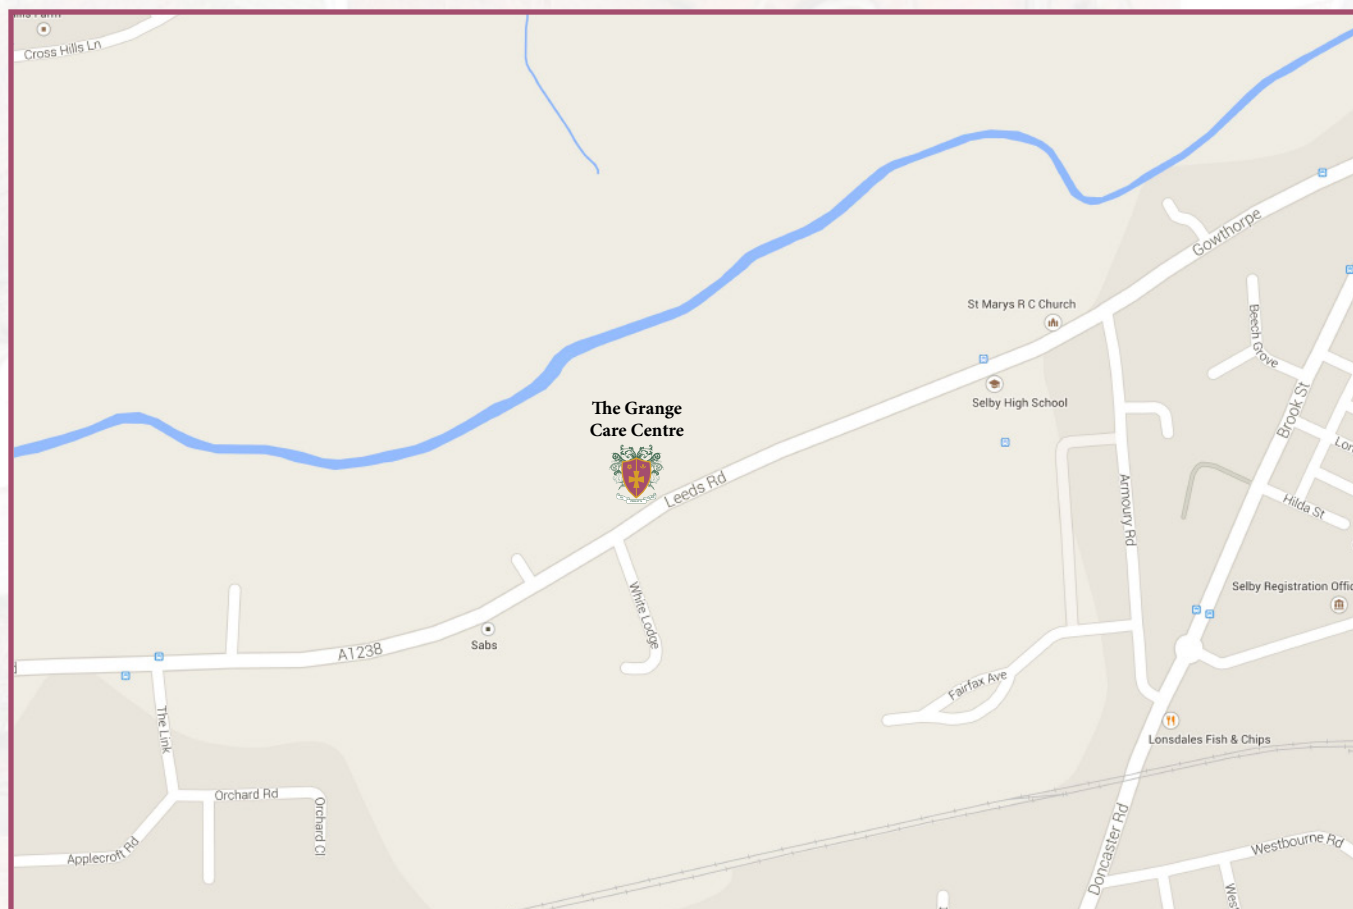 Cross Hills Ln
Gowthorpe
St Marys R C Church
Beech Grove
Selby High School
Brook St
The Grange
Care Centre
Leeds Rd
Armoury Rd
Hilda St
White Lodge
Selby Registration Offic
Sabs
A1238
Fairfax Ave
The Link
Lonsdales Fish & Chips
Orchard Rd
Orchard Cl
Applecroft Rd
Doncaster Rd
Westbourne Rd